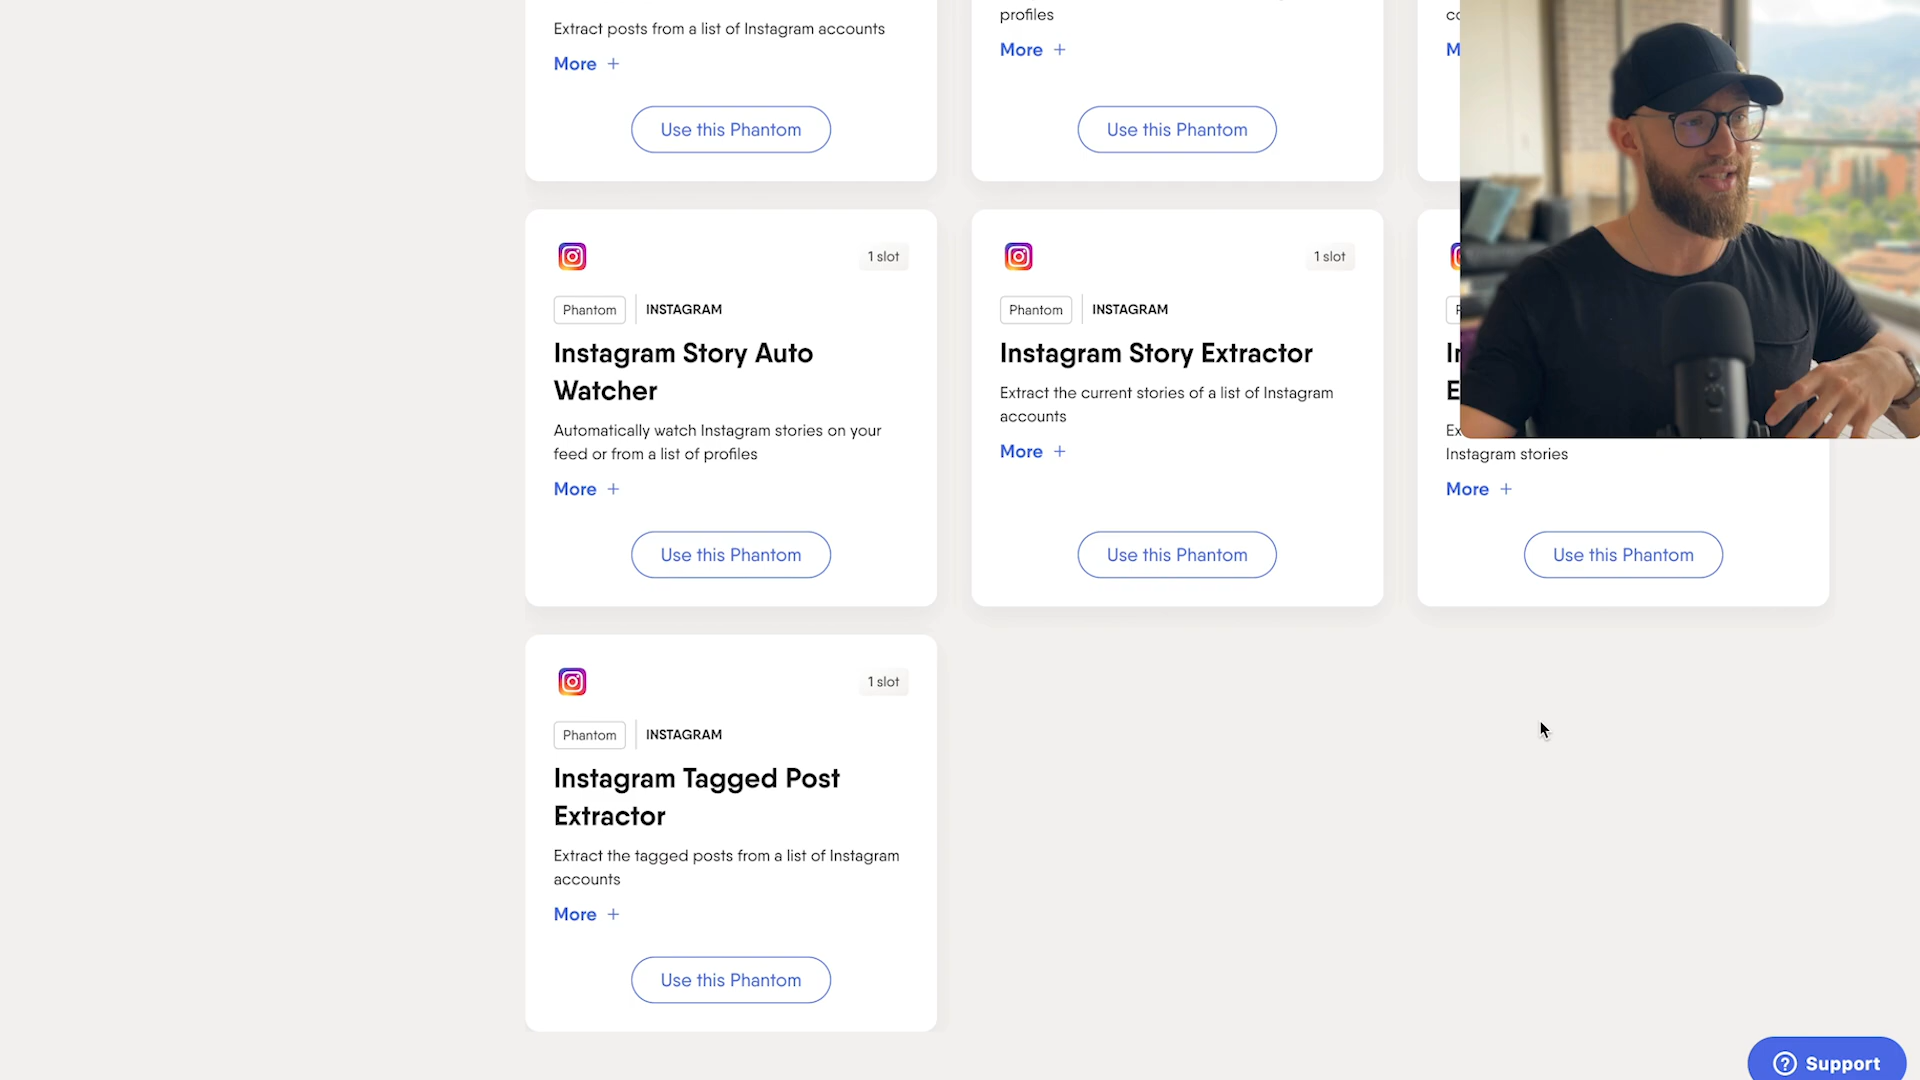 Extract posts from a list of Instagram accounts
More +
Use this Phantom
profiles
More +
Use this Phantom
1 slot
Phantom
INSTAGRAM
Instagram Story Auto
Watcher
Automatically watch Instagram stories on your
feed or from a list of profiles
More +
Use this Phantom
1 slot
Phantom
INSTAGRAM
Instagram Story Extractor
Extract the current stories of a list of Instagram
accounts
More +
Use this Phantom
Instagram stories
More +
Use this Phantom
1 slot
Phantom
INSTAGRAM
Instagram Tagged Post
Extractor
Extract the tagged posts from a list of Instagram
accounts
More +
Use this Phantom
? Support